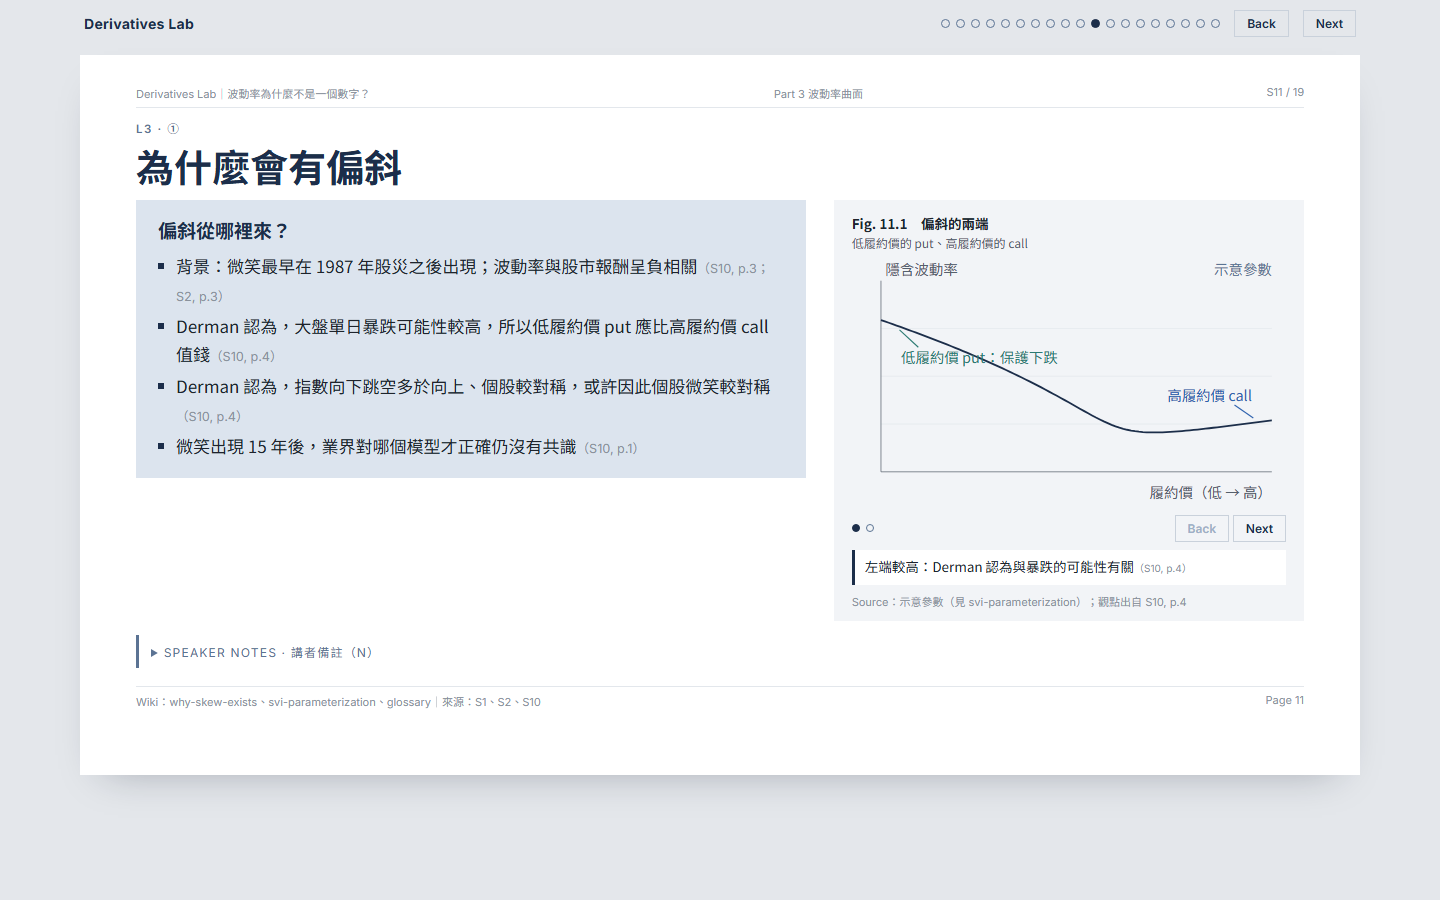 Derivatives Lab
Back
Next
Derivatives Lab｜波動率為什麼不是一個數字？
Part 3 波動率曲面
S11 / 19
L3 · ①
為什麼會有偏斜
偏斜從哪裡來？
背景：微笑最早在 1987 年股災之後出現；波動率與股市報酬呈負相關（S10, p.3；
S2, p.3）
Derman 認為，大盤單日暴跌可能性較高，所以低履約價 put 應比高履約價 call
值錢（S10, p.4）
Derman 認為，指數向下跳空多於向上、個股較對稱，或許因此個股微笑較對稱
（S10, p.4）
微笑出現 15 年後，業界對哪個模型才正確仍沒有共識（S10, p.1）
Fig. 11.1　偏斜的兩端
低履約價的 put、高履約價的 call
隱含波動率
示意參數
低履約價 put：保護下跌
高履約價 call
履約價（低 → 高）
Back
Next
左端較高：Derman 認為與暴跌的可能性有關（S10, p.4）
Source：示意參數（見 svi-parameterization）；觀點出自 S10, p.4
▶ SPEAKER NOTES · 講者備註（N）
Wiki：why-skew-exists、svi-parameterization、glossary｜來源：S1、S2、S10
Page 11